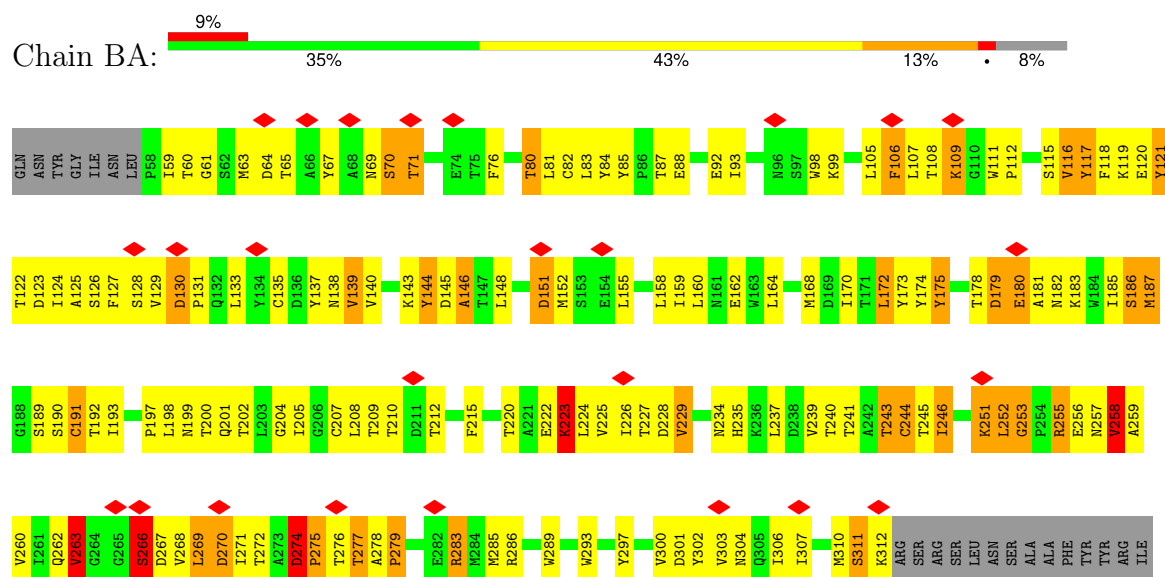 9%
Chain BA:
35% 43% 13% • 8%
GLN ASN TYR GLY ILE ASN LEU P58 I59 T60 G61 S62 M63 D64 T65 A66 Y67 A68 N69 S70 T71 E74 T75 F76 T80 L81 C82 L83 Y84 Y85 P86 T87 E88 E92 I93 N96 S97 W98 K99 L105 F106 L107 T108 K109 G110 W111 P112 S115 V116 Y117 F118 K119 E120 Y121
T122 D123 I124 A125 S126 F127 S128 V129 D130 P131 Q132 L133 Y134 C135 D136 Y137 N138 V139 V140 K143 Y144 D145 A146 T147 L148 D151 M152 S153 E154 L155 L158 I159 L160 N161 E162 W163 L164 M168 D169 I170 T171 L172 Y173 Y174 Y175 T178 D179 E180 A181 N182 K183 W184 I185 S186 M187
G188 S189 S190 C191 T192 I193 P197 L198 N199 T200 Q201 T202 L203 G204 I205 G206 C207 L208 T209 T210 D211 T212 F215 T220 A221 E222 K223 L224 V225 I226 T227 D228 V229 N234 H235 K236 L237 D238 V239 T240 T241 A242 T243 C244 T245 I246 K251 L252 G253 P254 R255 E256 N257 V258 A259
V260 I261 Q262 V263 G264 G265 S266 D267 V268 L269 D270 I271 T272 A273 D274 P275 T276 T277 A278 P279 E282 R283 M284 M285 R286 W289 W293 Y297 V300 D301 Y302 V303 N304 Q305 I306 I307 M310 S311 K312 ARG SER ARG SER LEU ASN SER ALA ALA PHE TYR TYR ARG ILE